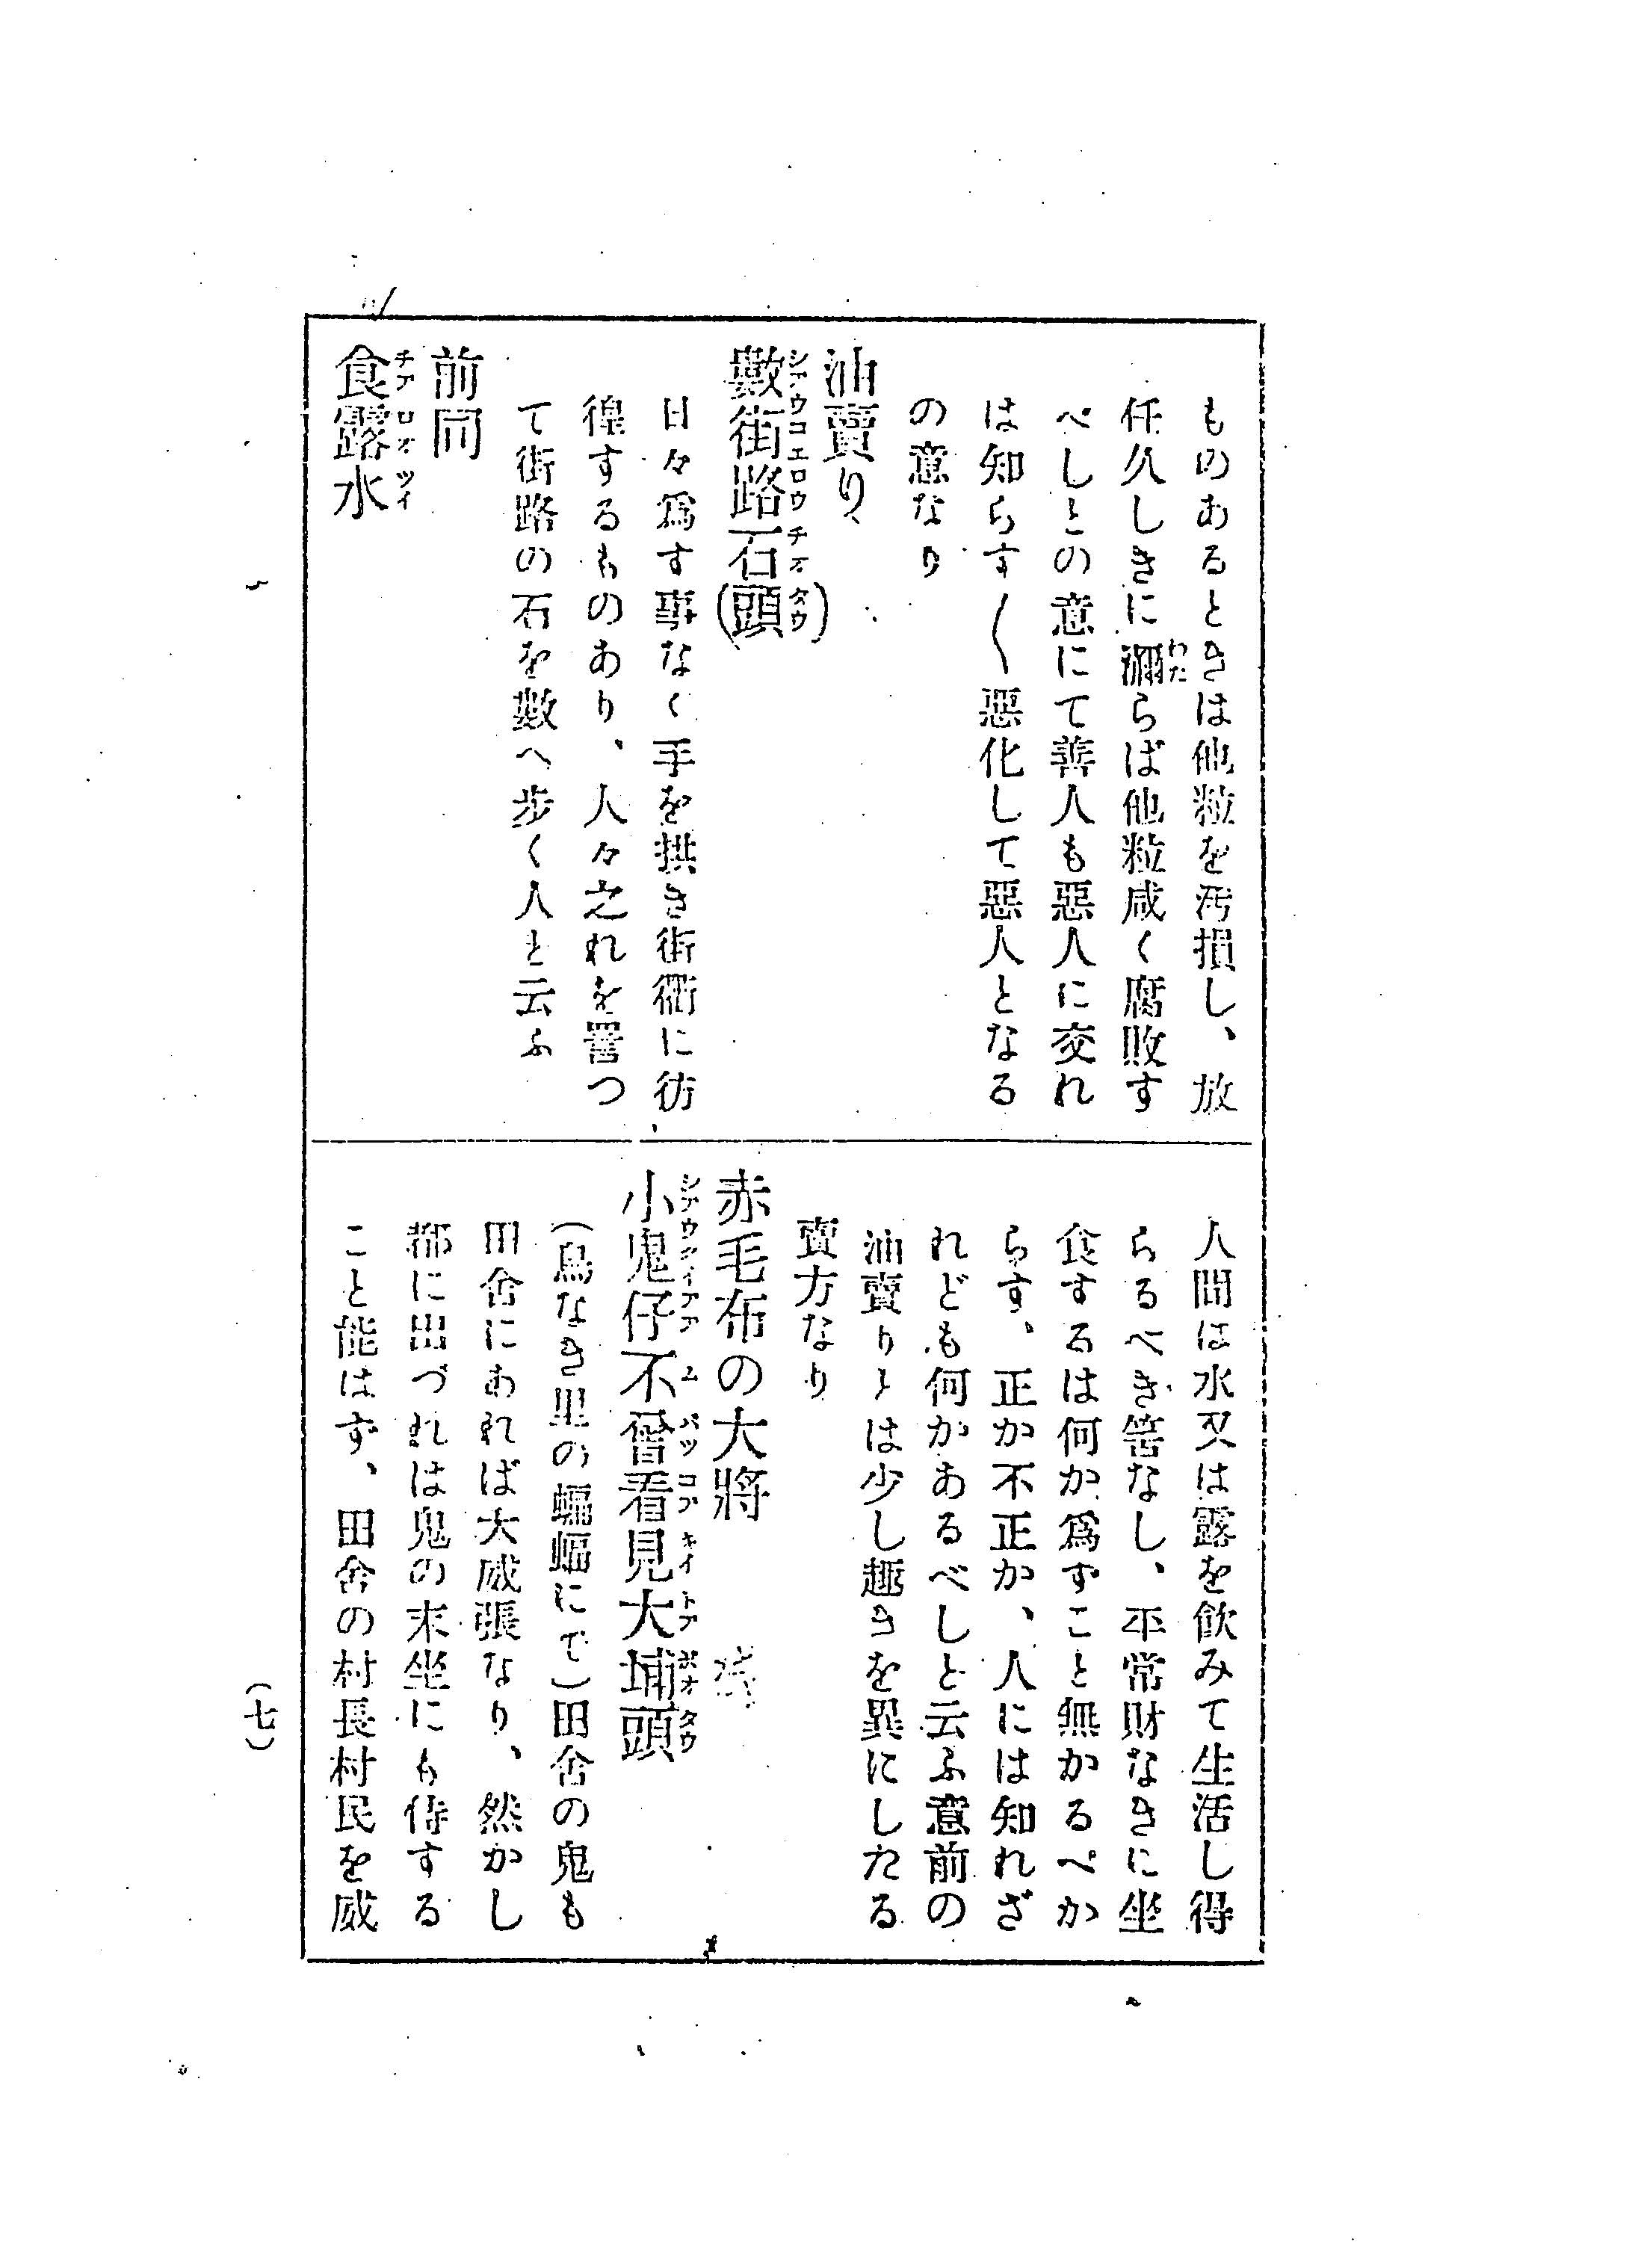 ものあるときは他粒を汚損し、放
任久しきに瀰らば他粒咸く腐敗す
べしとの意にて善人も惡人に交れ
は知らす〱惡化して惡人となる
の意なり
油賣り
數街路石(頭)
日々爲す事なく手を拱き街衢に彷
徨するものあり、人々之れを詈つ
て街路の石を數へ步く人と云ふ
前同
食露水
人間は水又は露を飮みて生活し得
らるべき筈なし、平常財なきに坐
食するは何か爲ずこと無かるべか
らす、正か不正か、人には知れざ
れども何かあるべしと云ふ意前の
油賣りとは少し趣きを異にしたる
賣方なり
赤毛布の大將
小鬼仔不曾看見大埔頭
(鳥なき里の蝙蝠にて)田舍の鬼も
田舍にあれば大威張なり、然かし
都に出づれは鬼の末坐にも侍する
こと能はず、田舍の村長村民を威
(七)